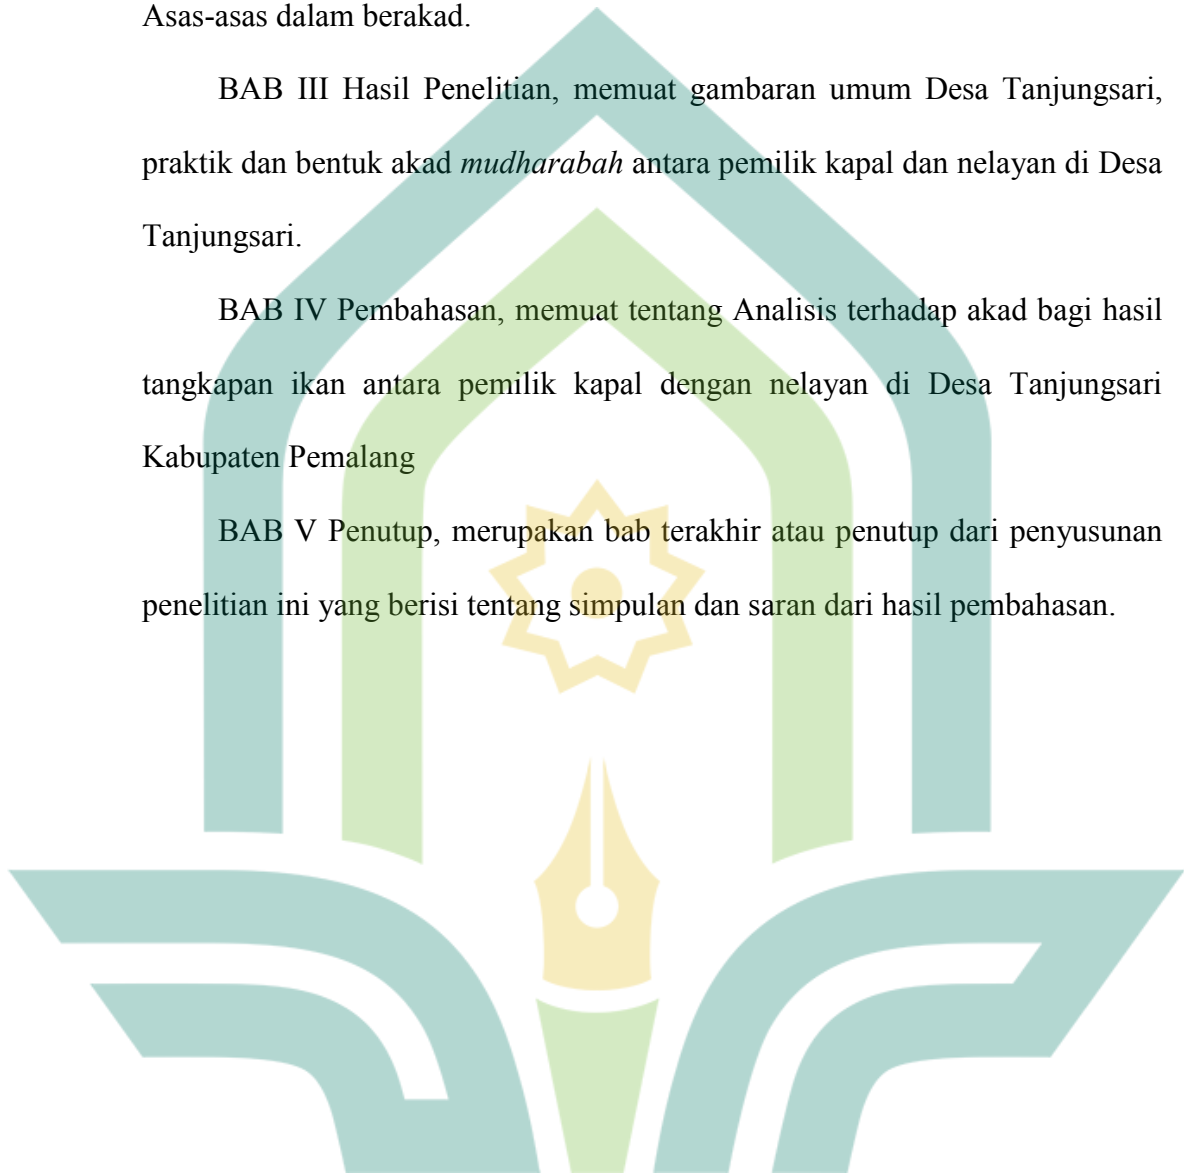 Asas-asas dalam berakad.
BAB III Hasil Penelitian, memuat gambaran umum Desa Tanjungsari,
praktik dan bentuk akad mudharabah antara pemilik kapal dan nelayan di Desa
Tanjungsari.
BAB IV Pembahasan, memuat tentang Analisis terhadap akad bagi hasil
tangkapan ikan antara pemilik kapal dengan nelayan di Desa Tanjungsari
Kabupaten Pemalang
BAB V Penutup, merupakan bab terakhir atau penutup dari penyusunan
penelitian ini yang berisi tentang simpulan dan saran dari hasil pembahasan.